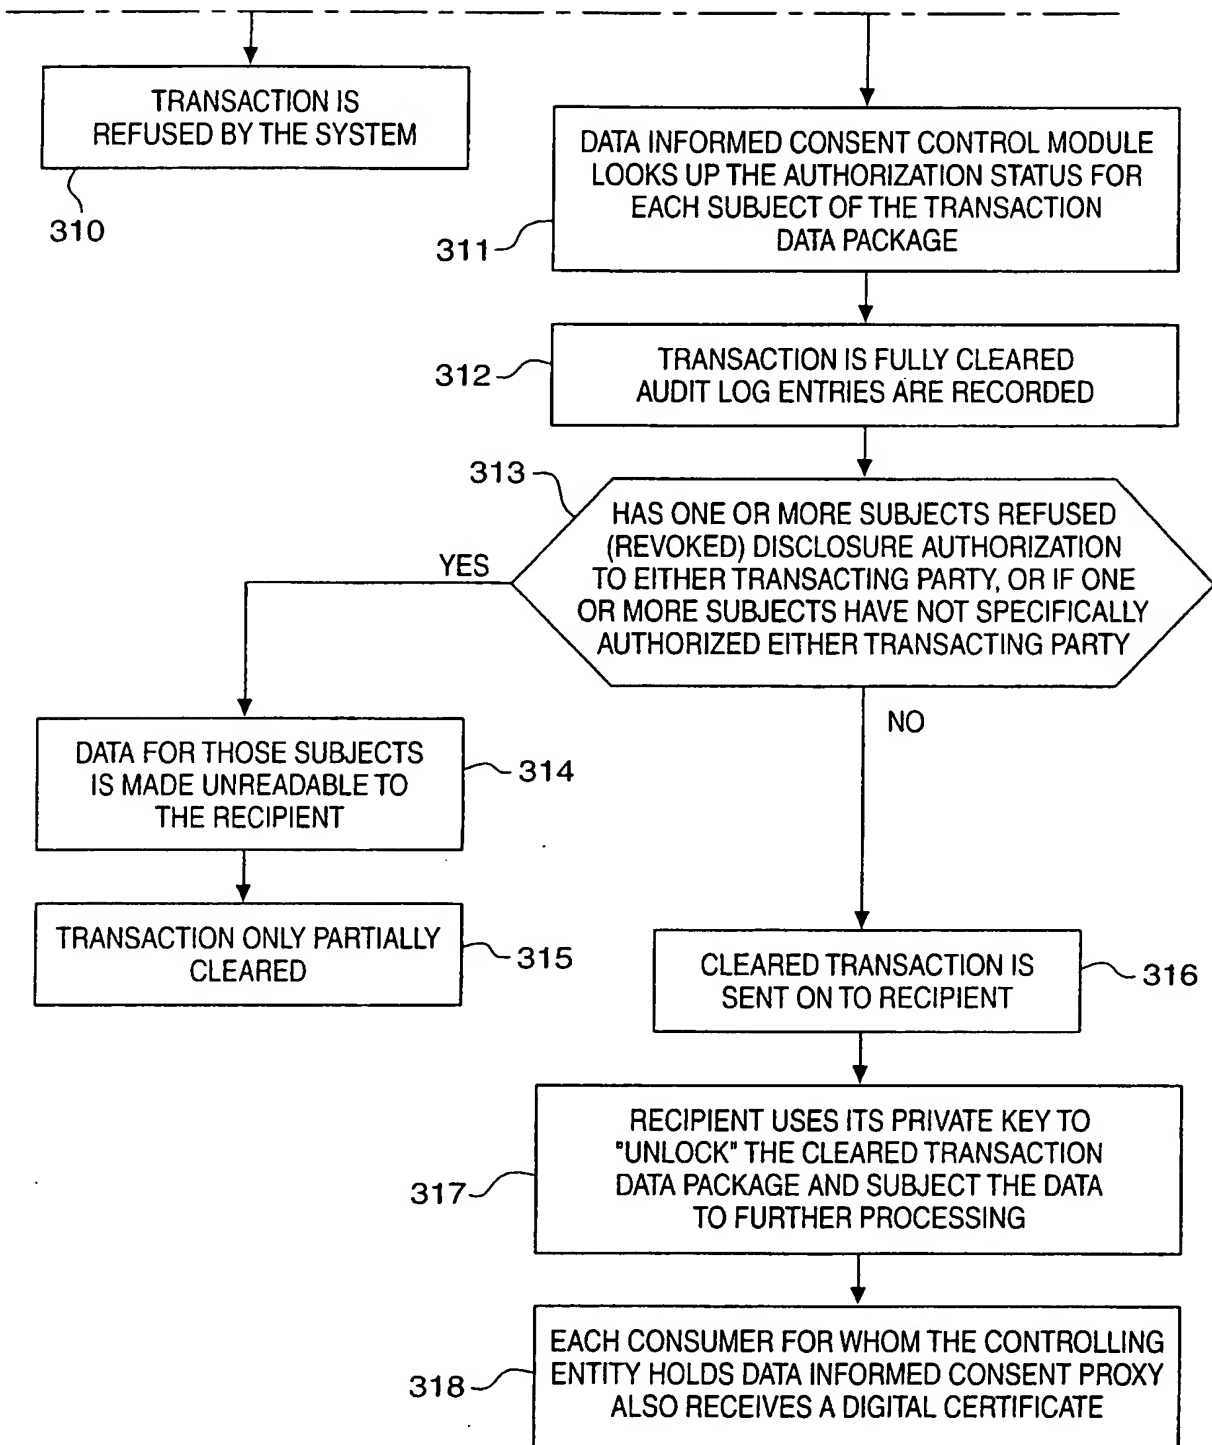 TRANSACTION IS
REFUSED BY THE SYSTEM
310
DATA INFORMED CONSENT CONTROL MODULE
LOOKS UP THE AUTHORIZATION STATUS FOR
EACH SUBJECT OF THE TRANSACTION
DATA PACKAGE
311
TRANSACTION IS FULLY CLEARED
AUDIT LOG ENTRIES ARE RECORDED
312
313
HAS ONE OR MORE SUBJECTS REFUSED
(REVOKED) DISCLOSURE AUTHORIZATION
TO EITHER TRANSACTING PARTY, OR IF ONE
OR MORE SUBJECTS HAVE NOT SPECIFICALLY
AUTHORIZED EITHER TRANSACTING PARTY
YES
NO
DATA FOR THOSE SUBJECTS
IS MADE UNREADABLE TO
THE RECIPIENT
314
TRANSACTION ONLY PARTIALLY
CLEARED
315
CLEARED TRANSACTION IS
SENT ON TO RECIPIENT
316
RECIPIENT USES ITS PRIVATE KEY TO
"UNLOCK" THE CLEARED TRANSACTION
DATA PACKAGE AND SUBJECT THE DATA
TO FURTHER PROCESSING
317
EACH CONSUMER FOR WHOM THE CONTROLLING
ENTITY HOLDS DATA INFORMED CONSENT PROXY
ALSO RECEIVES A DIGITAL CERTIFICATE
318